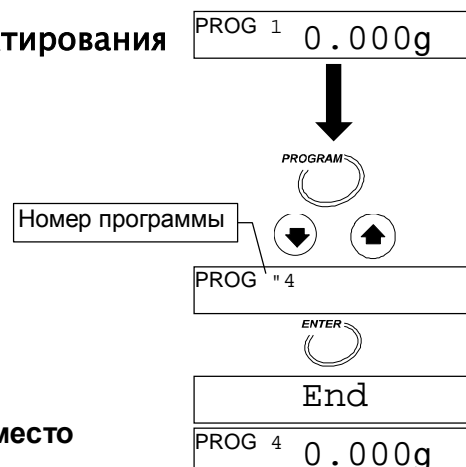 PROG 1 0.000g
тирования
PROGRAM
Номер программы
PROG "4
ENTER
End
место
PROG 4 0.000g